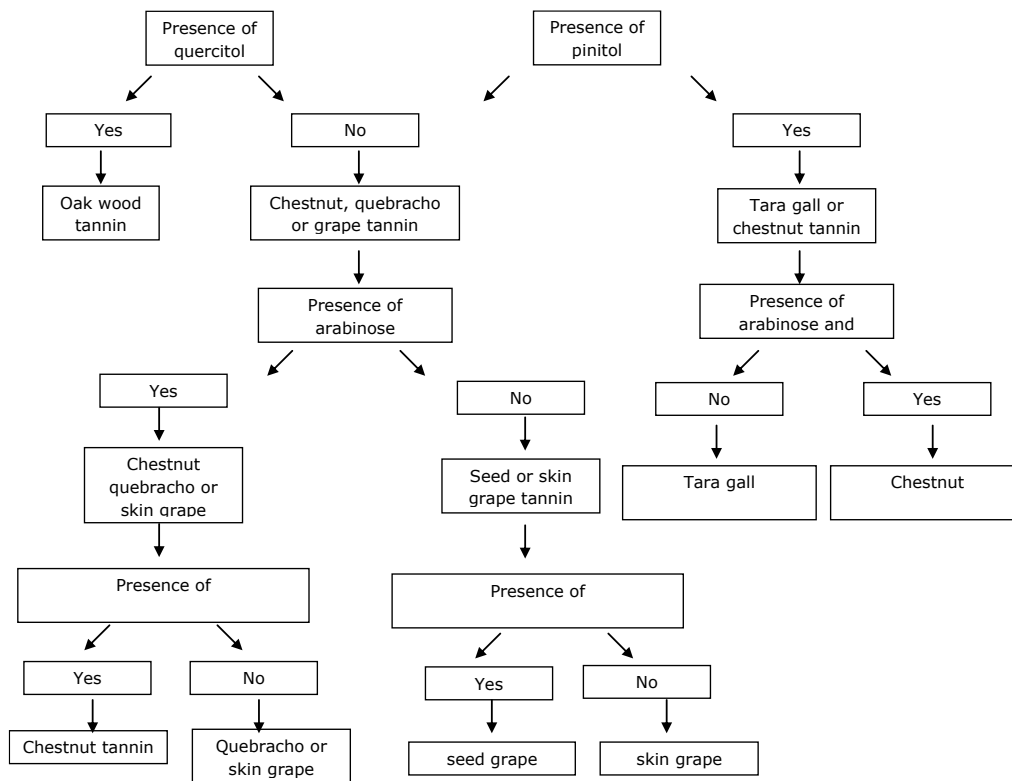 Presence of
quercitol
Presence of
pinitol
Yes
No
Yes
Oak wood
tannin
Chestnut, quebracho
or grape tannin
Tara gall or
chestnut tannin
Presence of
arabinose
Presence of
arabinose and
Yes
No
No
Yes
Chestnut
quebracho or
skin grape
Seed or skin
grape tannin
Tara gall
Chestnut
Presence of
Presence of
Yes
No
Yes
No
Chestnut tannin
Quebracho or
skin grape
seed grape
skin grape